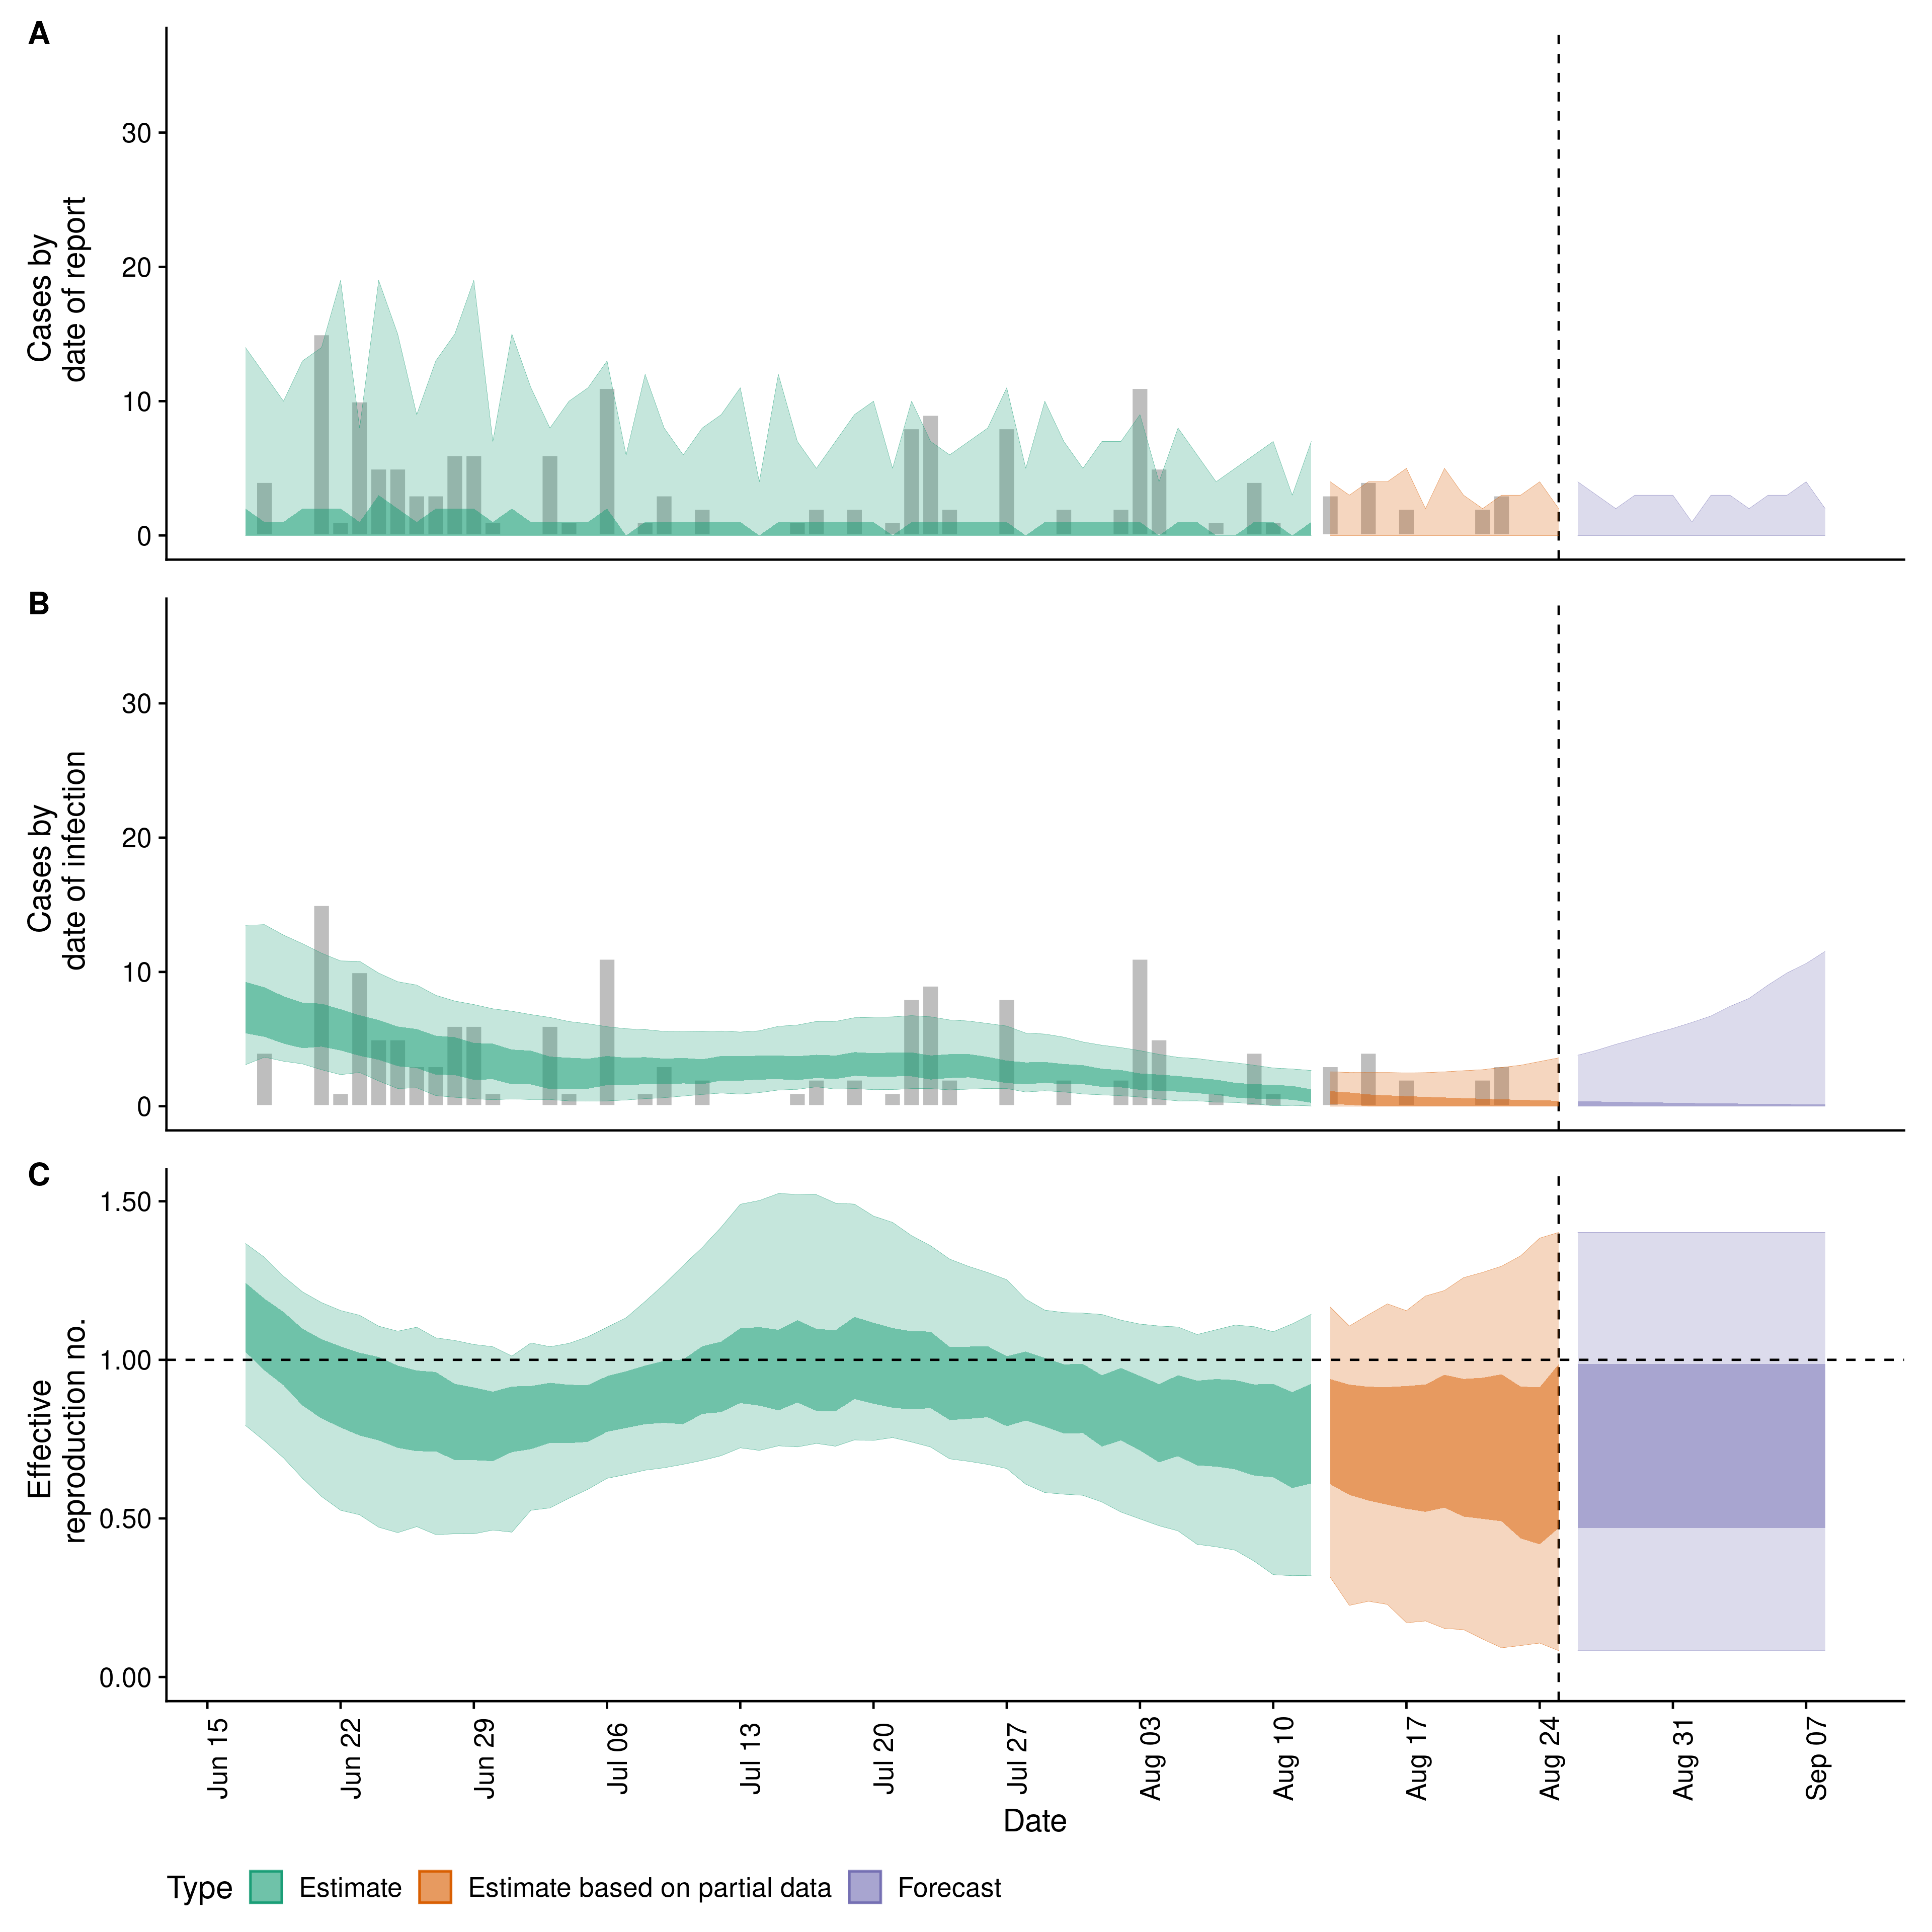 A
Cases by
date of report
30
20
10
0
B
Cases by
date of infection
30
20
10
0
C
Effective
reproduction no.
1.50
1.00
0.50
0.00
Jun 15
Jun 22
Jun 29
Jul 06
Jul 13
Jul 20
Jul 27
Aug 03
Aug 10
Aug 17
Aug 24
Aug 31
Sep 07
Date
Type Estimate Estimate based on partial data Forecast